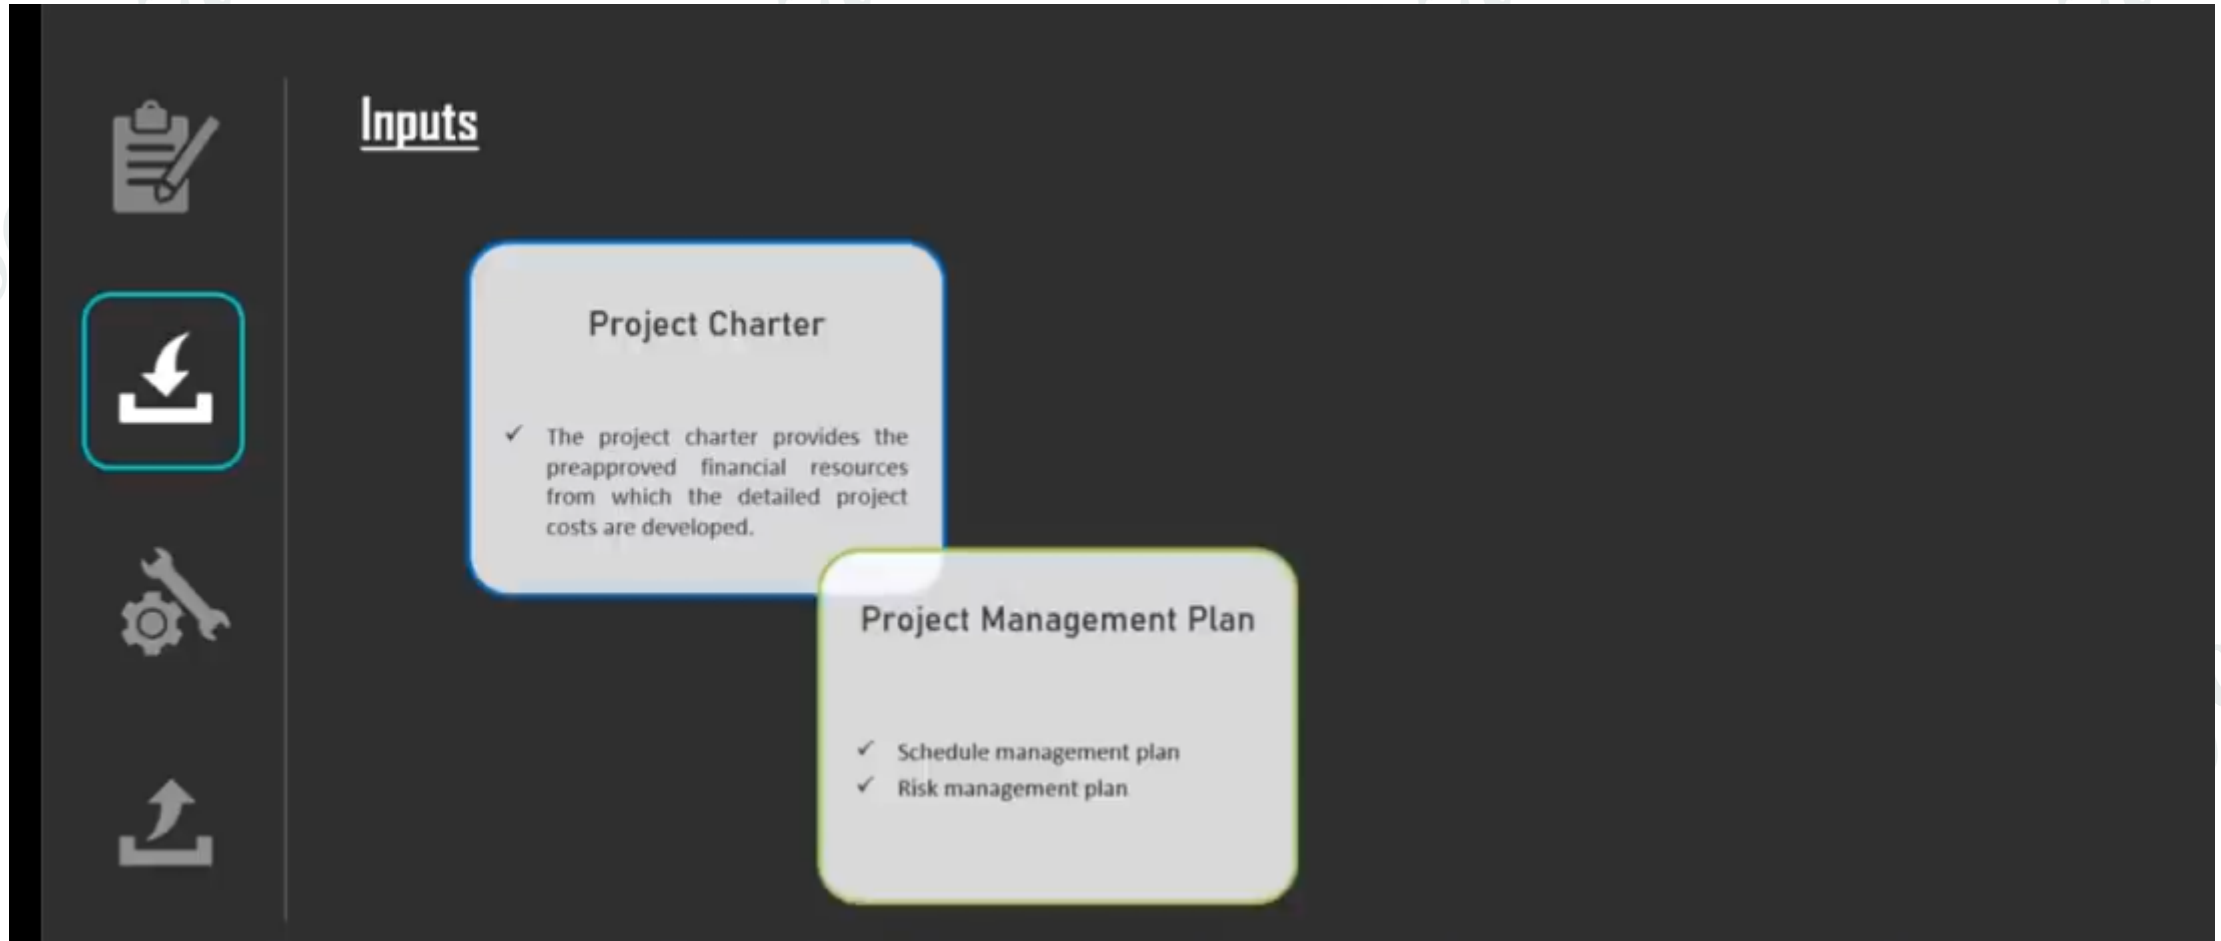 Inputs
Project Charter
✓ The project charter provides the
preapproved financial resources
from which the detailed project
costs are developed.
Project Management Plan
✓ Schedule management plan
✓ Risk management plan